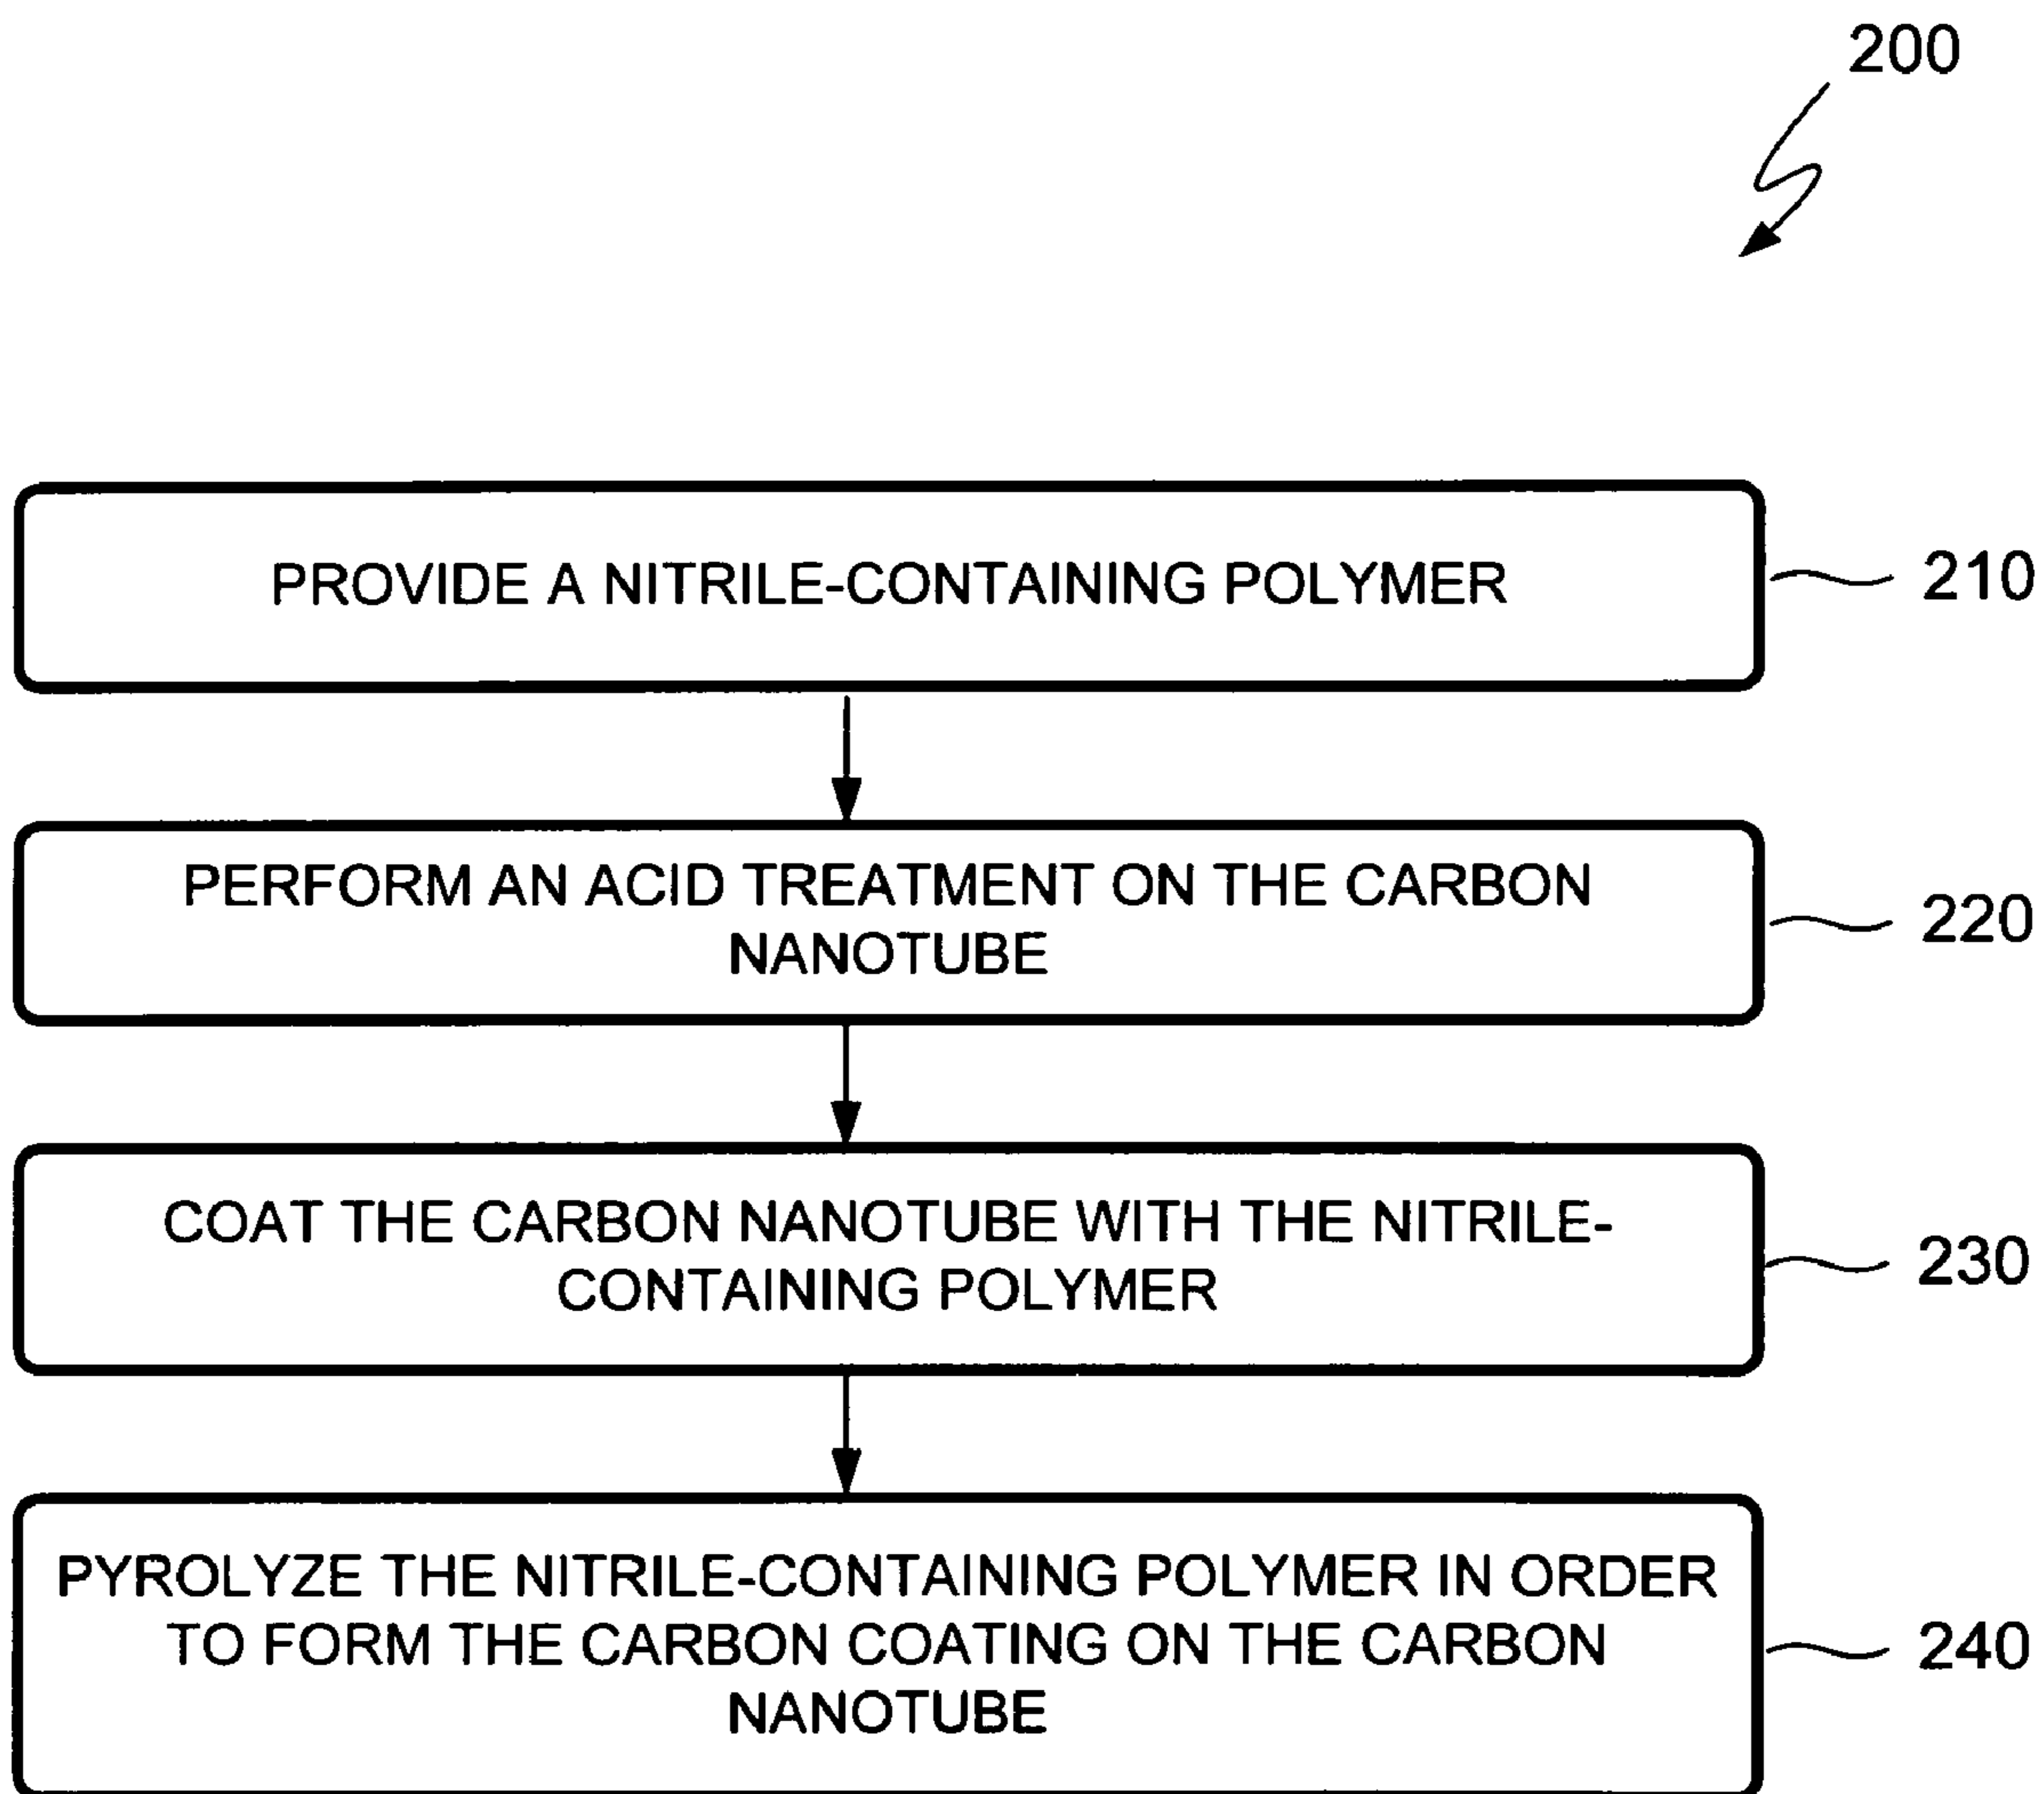 200
PROVIDE A NITRILE-CONTAINING POLYMER
210
PERFORM AN ACID TREATMENT ON THE CARBON
NANOTUBE
220
COAT THE CARBON NANOTUBE WITH THE NITRILE-
CONTAINING POLYMER
230
PYROLYZE THE NITRILE-CONTAINING POLYMER IN ORDER
TO FORM THE CARBON COATING ON THE CARBON
NANOTUBE
240